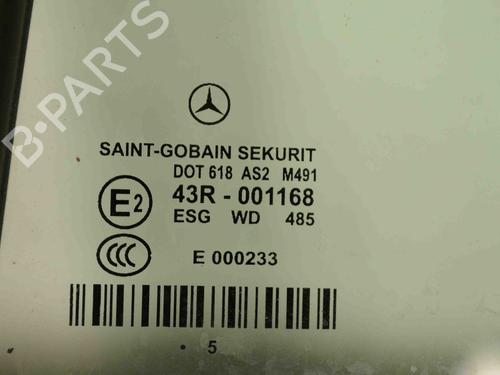 B-PARTS
SAINT-GOBAIN SEKURIT
DOT 618 AS2 M491
E2 43R - 001168
ESG WD 485
CCC E 000233
• 5